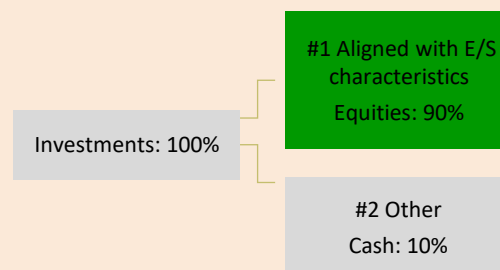 #1 Aligned with E/S
characteristics
Equities: 90%
Investments: 100%
#2 Other
Cash: 10%